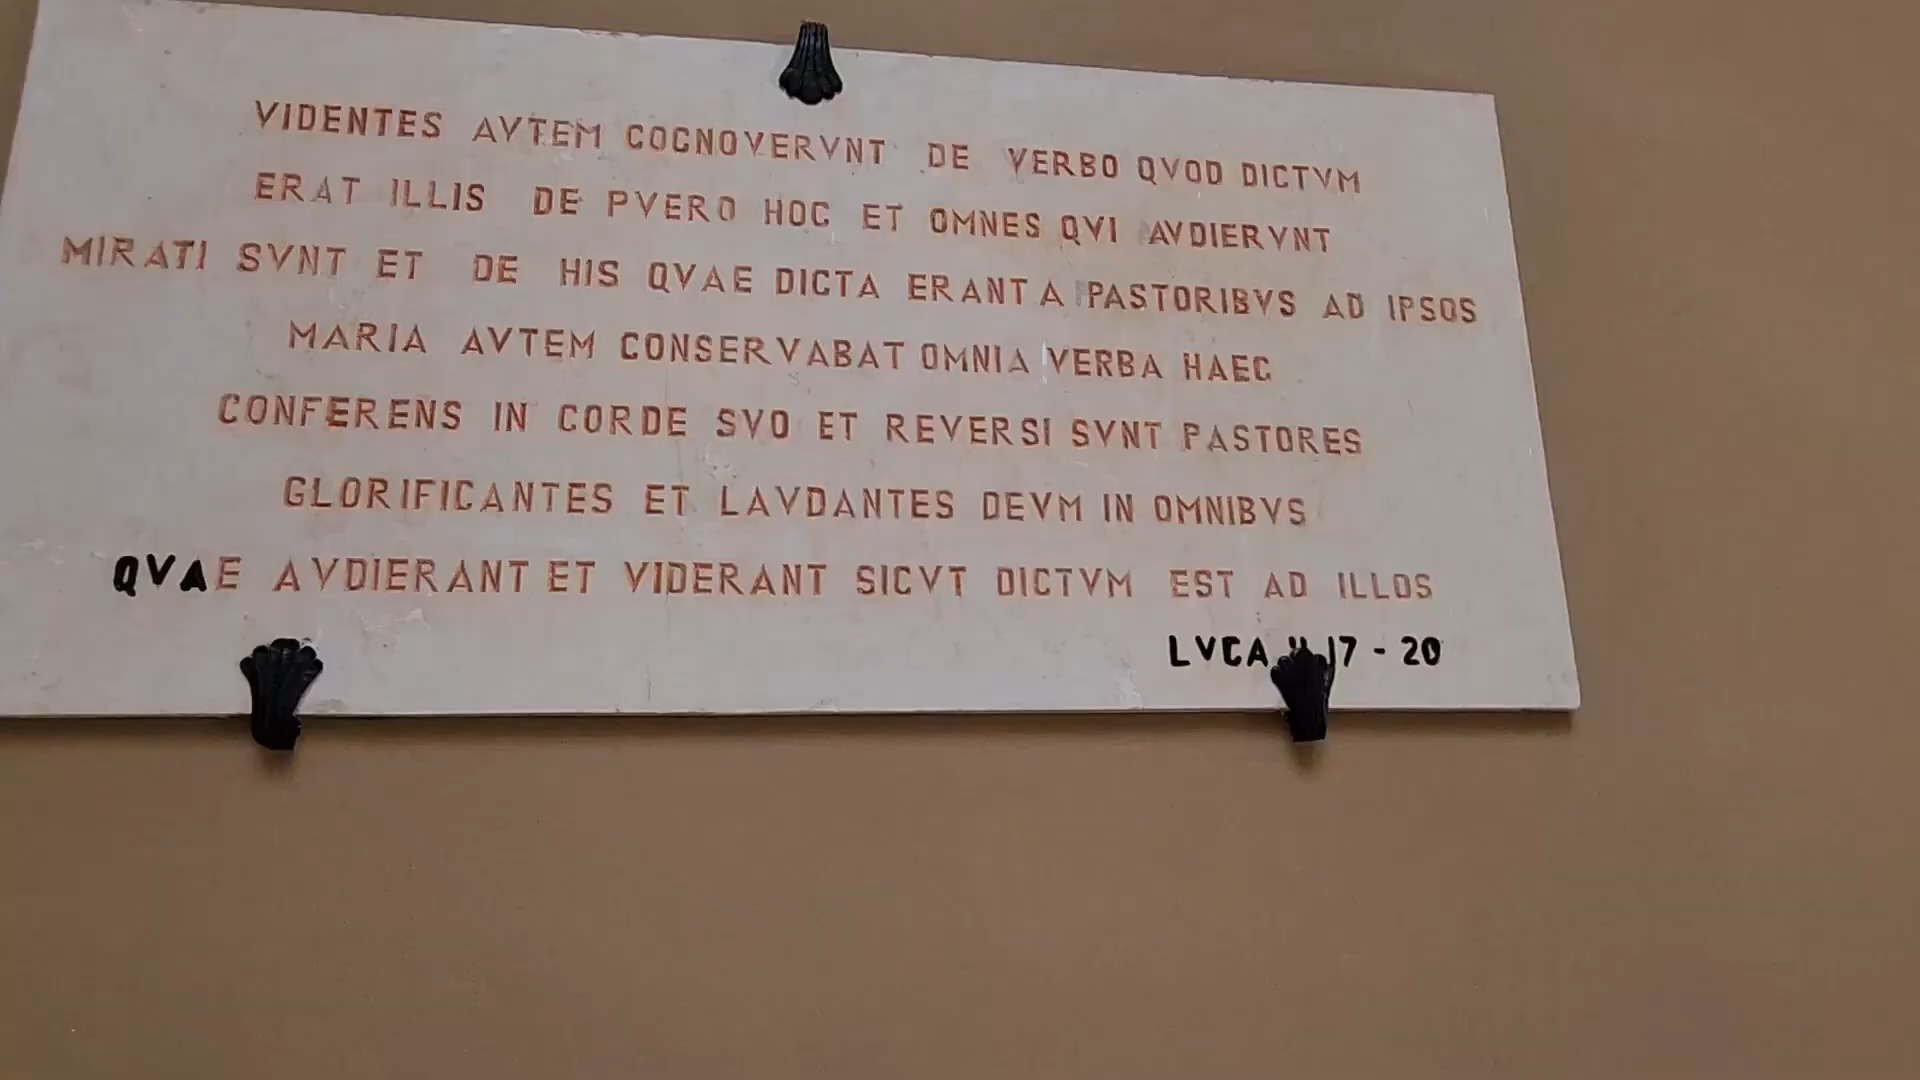 VIDENTES AVTEM COGNOVERVNT DE VERBO QVOD DICTVM
ERAT ILLIS DE PVERO HOC ET OMNES QVI AVDIERVNT
MIRATI SVNT ET DE HIS QVAE DICTA ERANT A PASTORIBVS AD IPSOS
MARIA AVTEM CONSERVABAT OMNIA VERBA HAEC
CONFERENS IN CORDE SVO ET REVERSI SVNT PASTORES
GLORIFICANTES ET LAVDANTES DEVM IN OMNIBVS
QVAE AVDIERANT ET VIDERANT SICVT DICTVM EST AD ILLOS
LVCA II 17 - 20